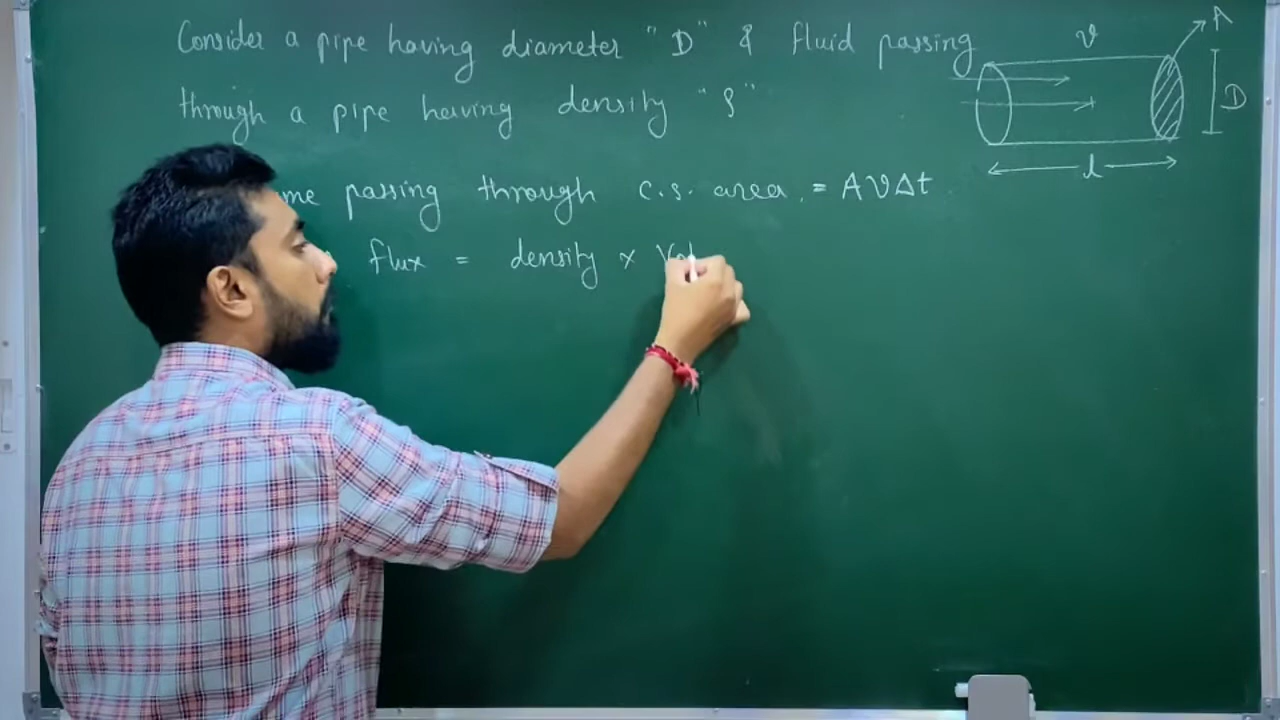 Consider a pipe having diameter "D" & fluid passing
through a pipe having density "ρ"
me passing through c.s. area. = AVΔt
flux = density × Vol
v
A
D
l